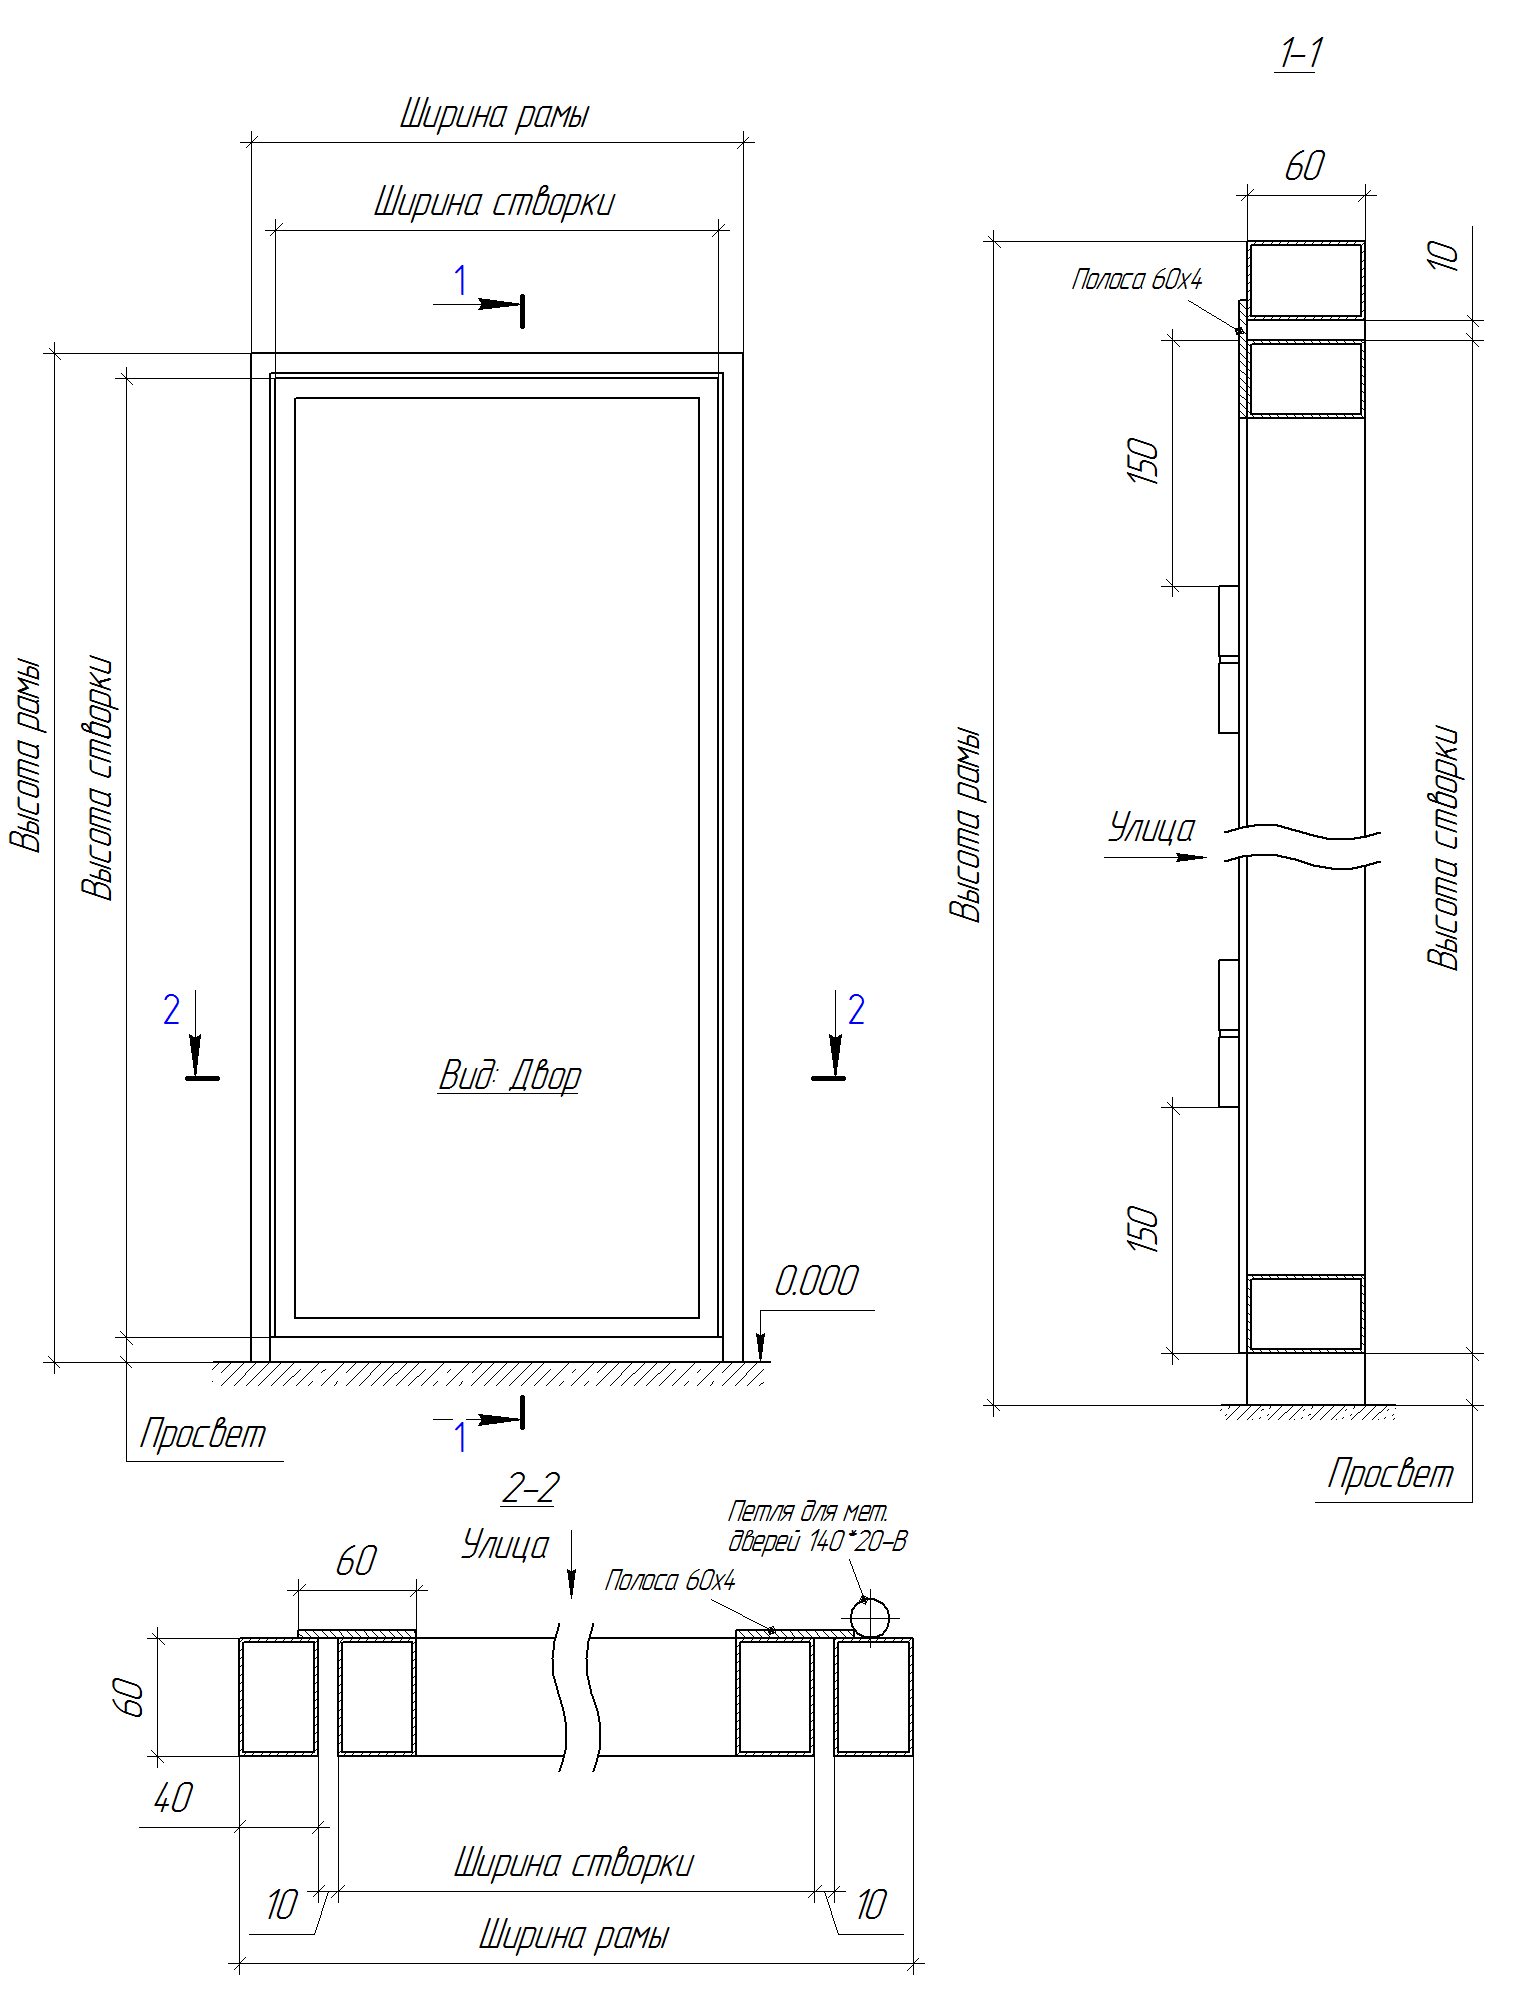 1-1
Ширина рамы
60
Ширина створки
10
1
Полоса 60х4
150
Высота рамы
Высота створки
Высота рамы
Улица
Высота створки
2
2
Вид: Двор
150
0.000
Просвет
1
Просвет
2-2
Улица
Петля для мет.
дверей 140*20-В
60
Полоса 60х4
60
40
Ширина створки
10
10
Ширина рамы